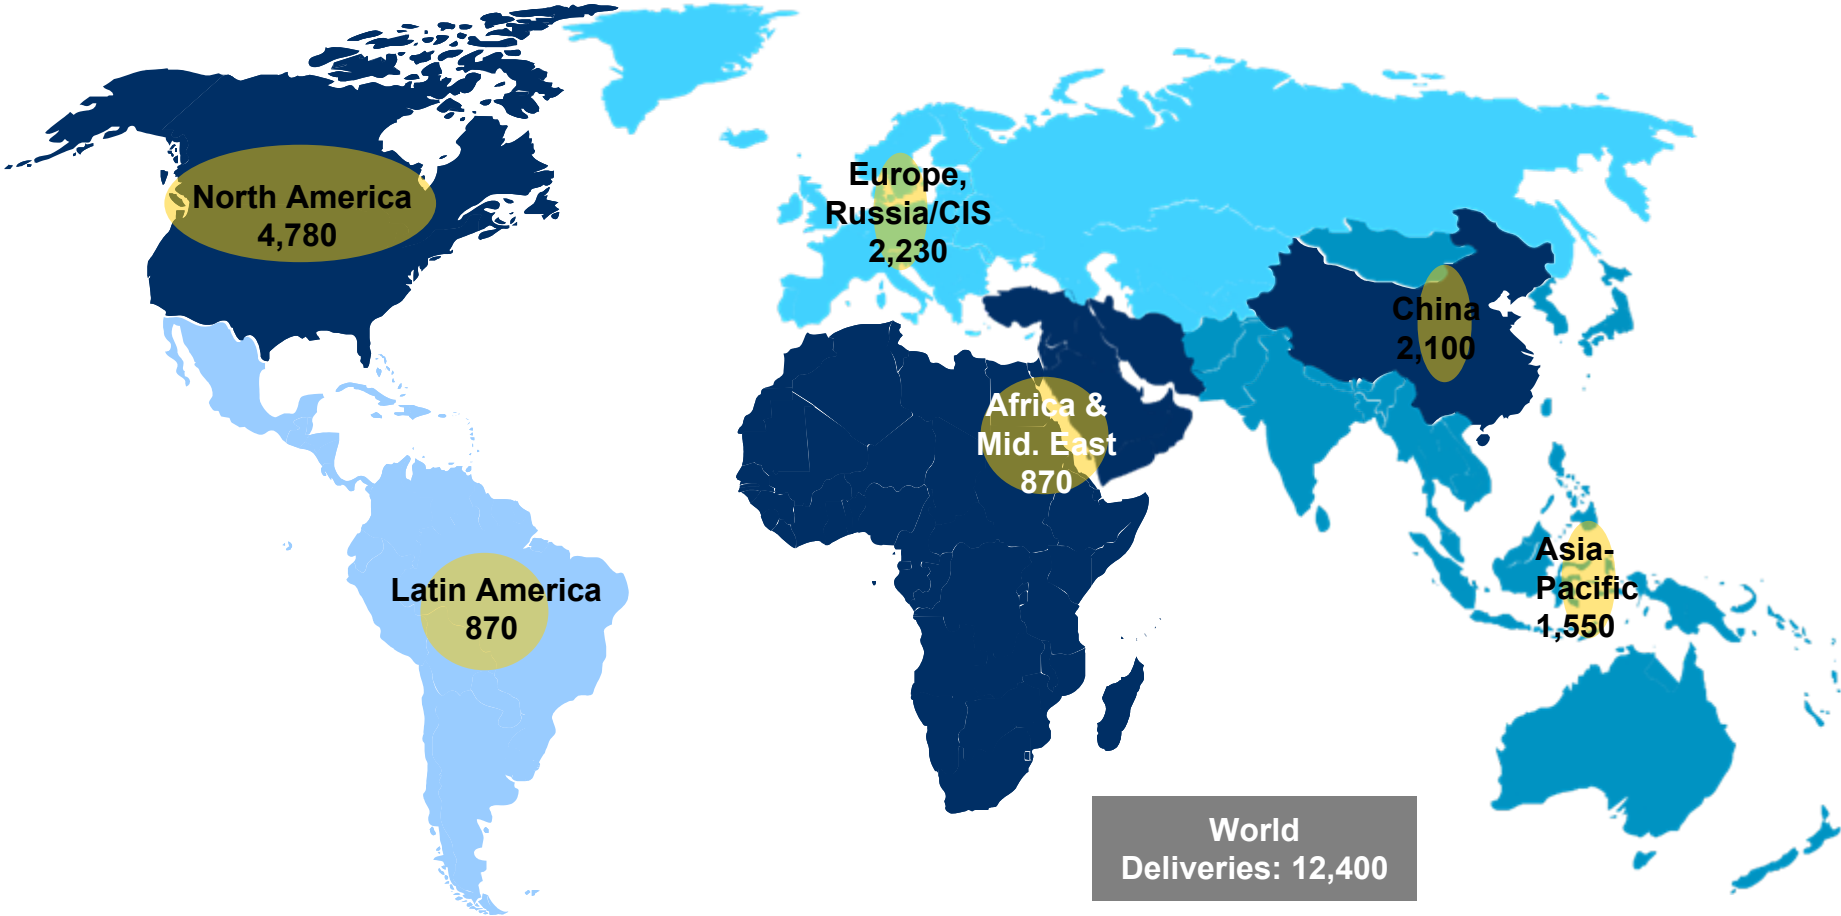 North America
4,780
Europe,
Russia/CIS
2,230
China
2,100
Africa &
Mid. East
870
Latin America
870
Asia-
Pacific
1,550
World
Deliveries: 12,400